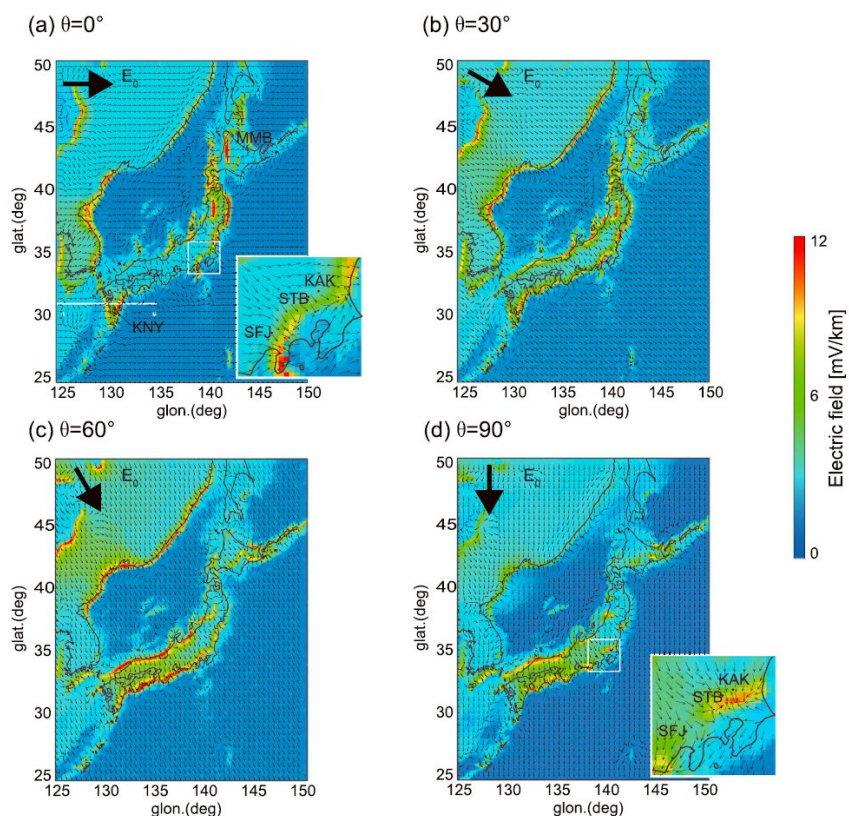 (a) θ=0°
(b) θ=30°
50
45
40
35
30
25
glat.(deg)
E₀
MMB
KAK
STB
SFJ
KNY
125 130 135 140 145 150
glon.(deg)
50
45
40
35
30
25
glat.(deg)
E₀
125 130 135 140 145 150
glon.(deg)
12
6
0
Electric field [mV/km]
(c) θ=60°
(d) θ=90°
50
45
40
35
30
25
glat.(deg)
E₀
125 130 135 140 145 150
glon.(deg)
50
45
40
35
30
25
glat.(deg)
E₀
KAK
STB
SFJ
125 130 135 140 145 150
glon.(deg)